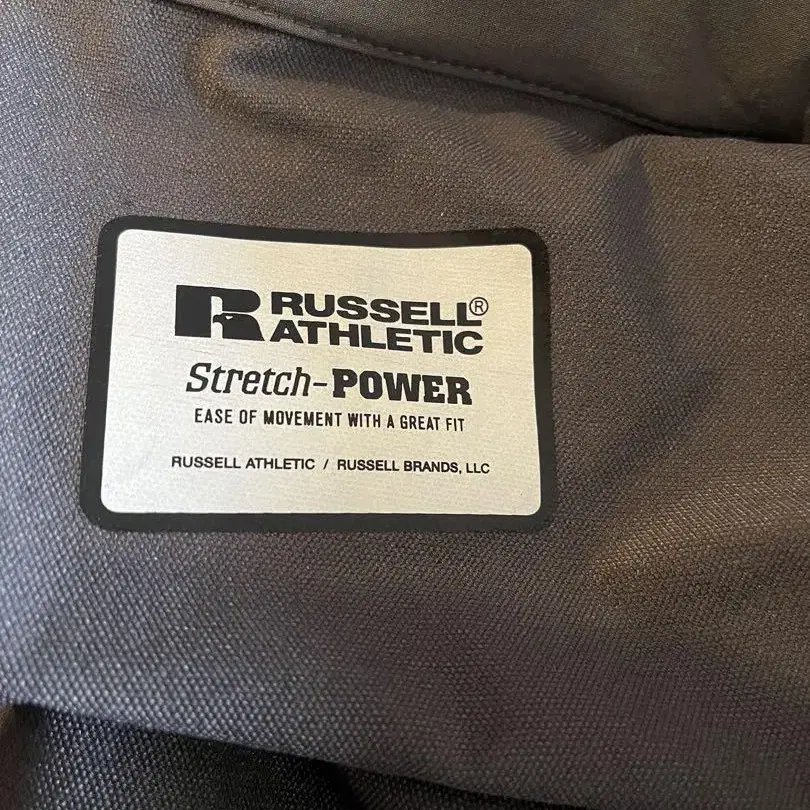 RUSSELL®
ATHLETIC
Stretch-POWER
EASE OF MOVEMENT WITH A GREAT FIT
RUSSELL ATHLETIC / RUSSELL BRANDS, LLC